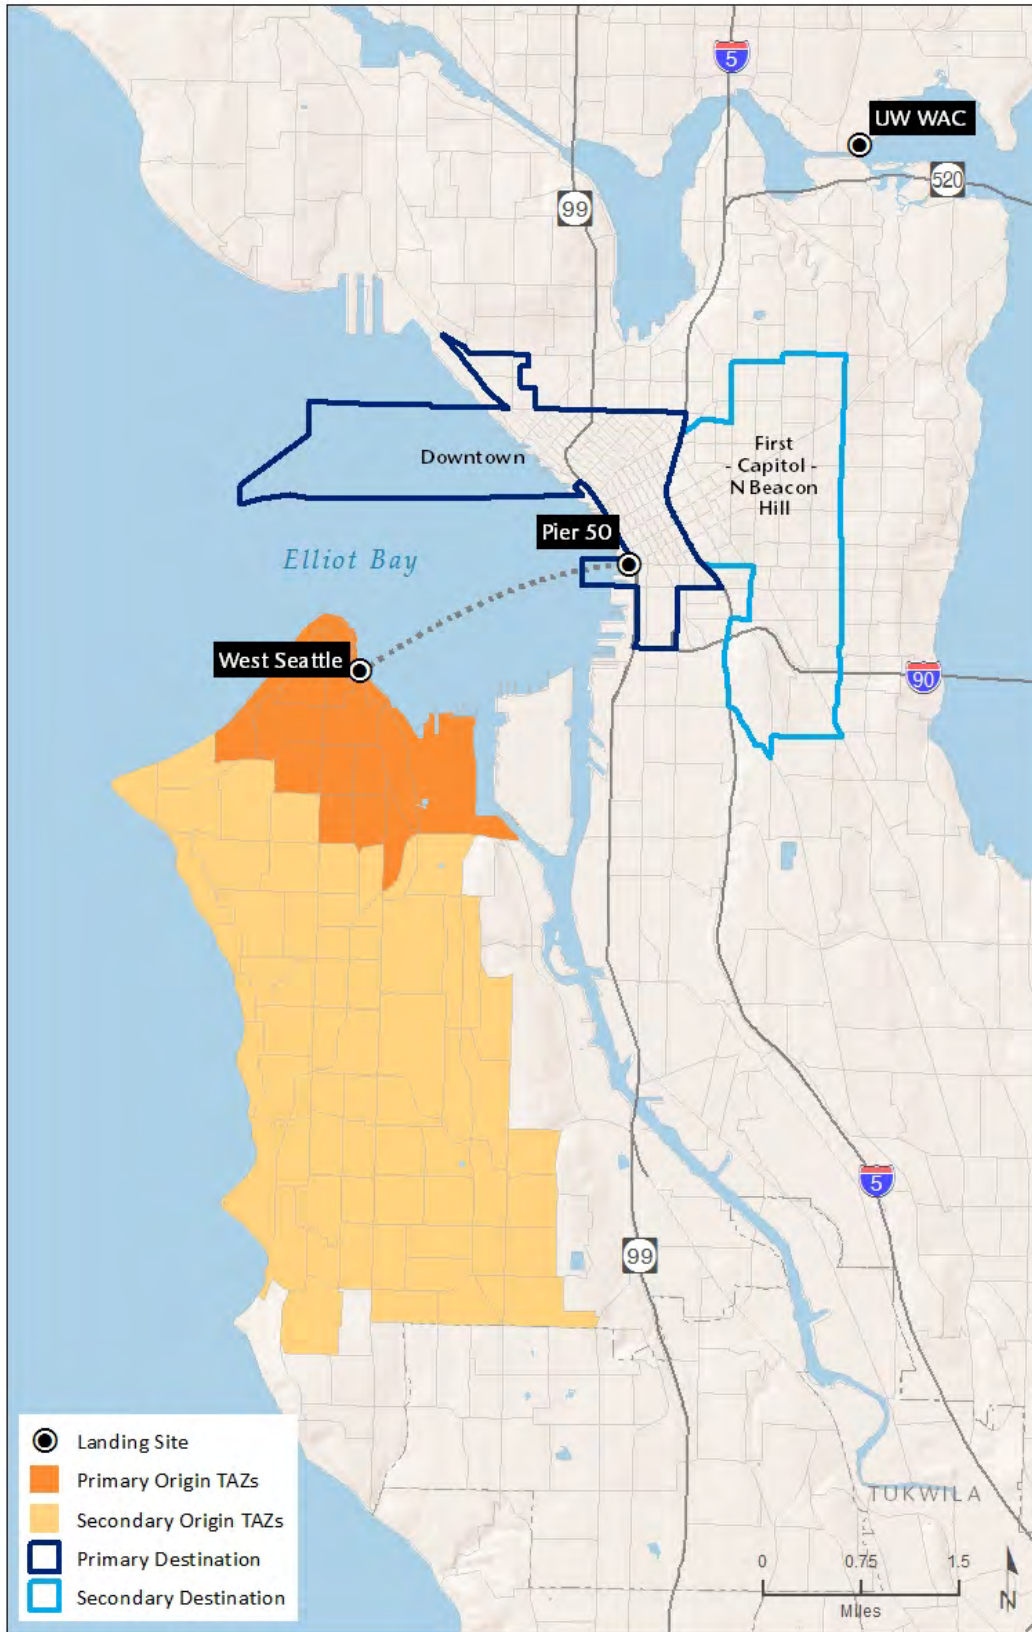 5
UW WAC
520
99
Downtown
First
- Capitol -
N Beacon
Hill
Pier 50
Elliot Bay
West Seattle
90
5
99
TUKWILA
Landing Site
Primary Origin TAZs
Secondary Origin TAZs
Primary Destination
Secondary Destination
0 0.75 1.5
Miles
N